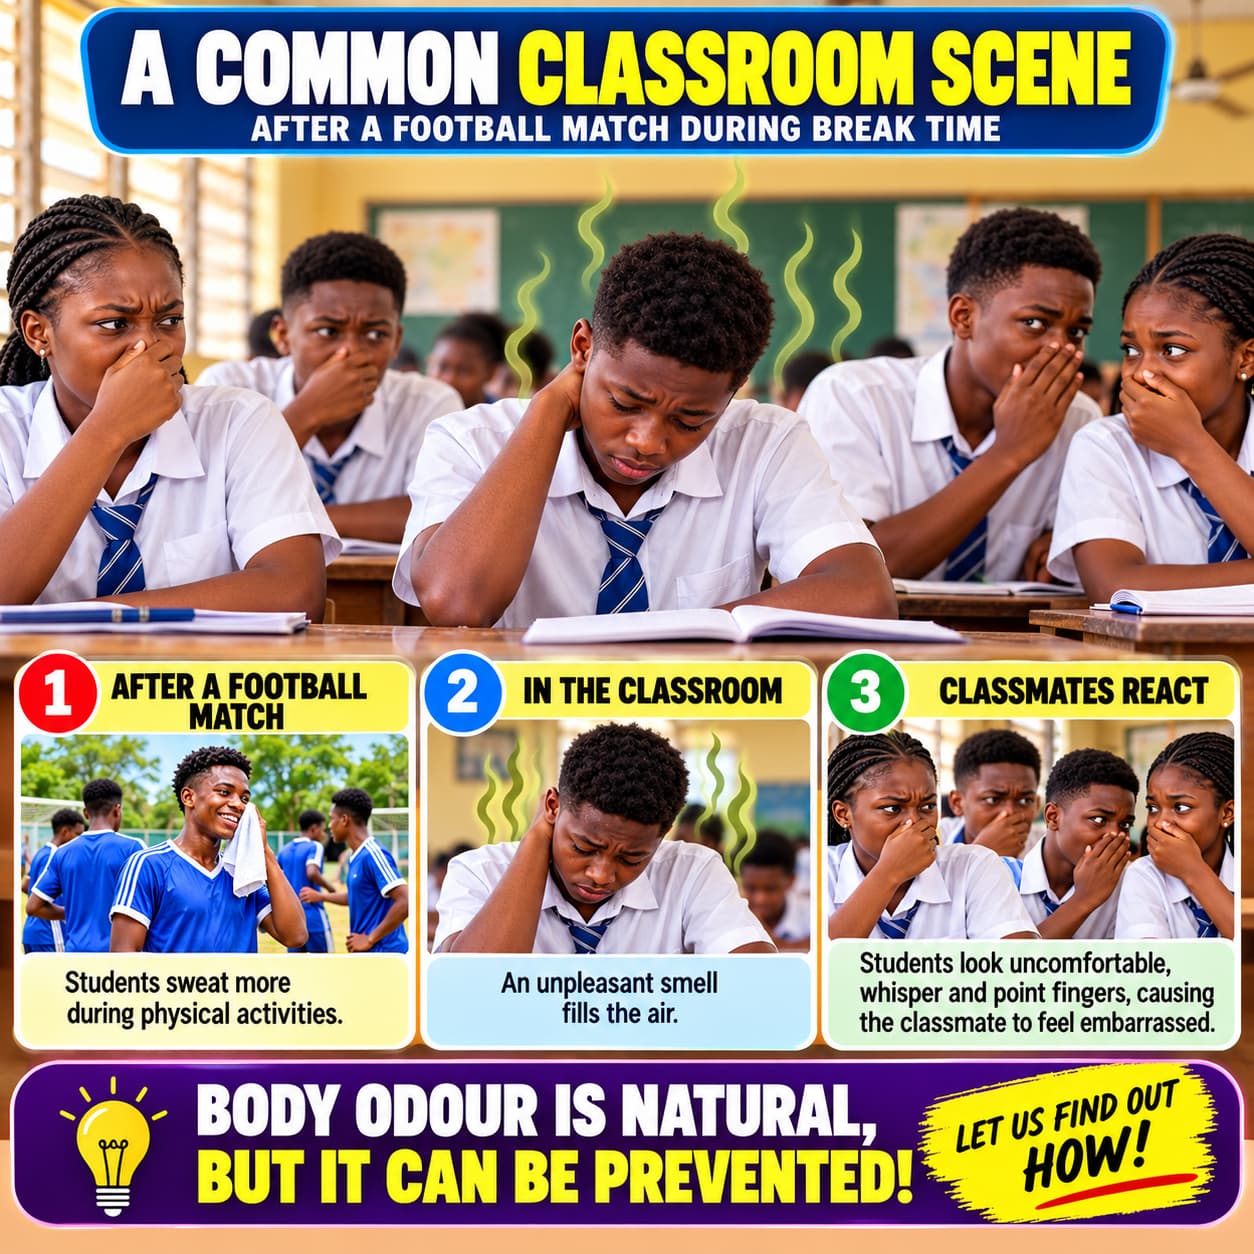 A COMMON CLASSROOM SCENE
AFTER A FOOTBALL MATCH DURING BREAK TIME
1
AFTER A FOOTBALL
MATCH
Students sweat more
during physical activities.
2
IN THE CLASSROOM
An unpleasant smell
fills the air.
3
CLASSMATES REACT
Students look uncomfortable,
whisper and point fingers, causing
the classmate to feel embarrassed.
BODY ODOUR IS NATURAL,
BUT IT CAN BE PREVENTED!
LET US FIND OUT
HOW!